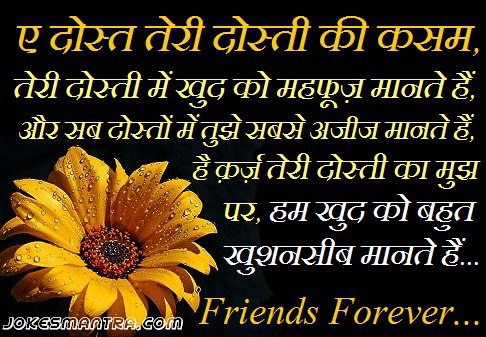 ए दोस्त तेरी दोस्ती की कसम,
तेरी दोस्ती में खुद को महफूज़ मानते हैं,
और सब दोस्तों में तुझे सबसे अजीज मानते हैं,
है क़र्ज़ तेरी दोस्ती का मुझ
पर, हम खुद को बहुत
खुशनसीब मानते हैं...
Friends Forever...
JOKESMANTRA.COM